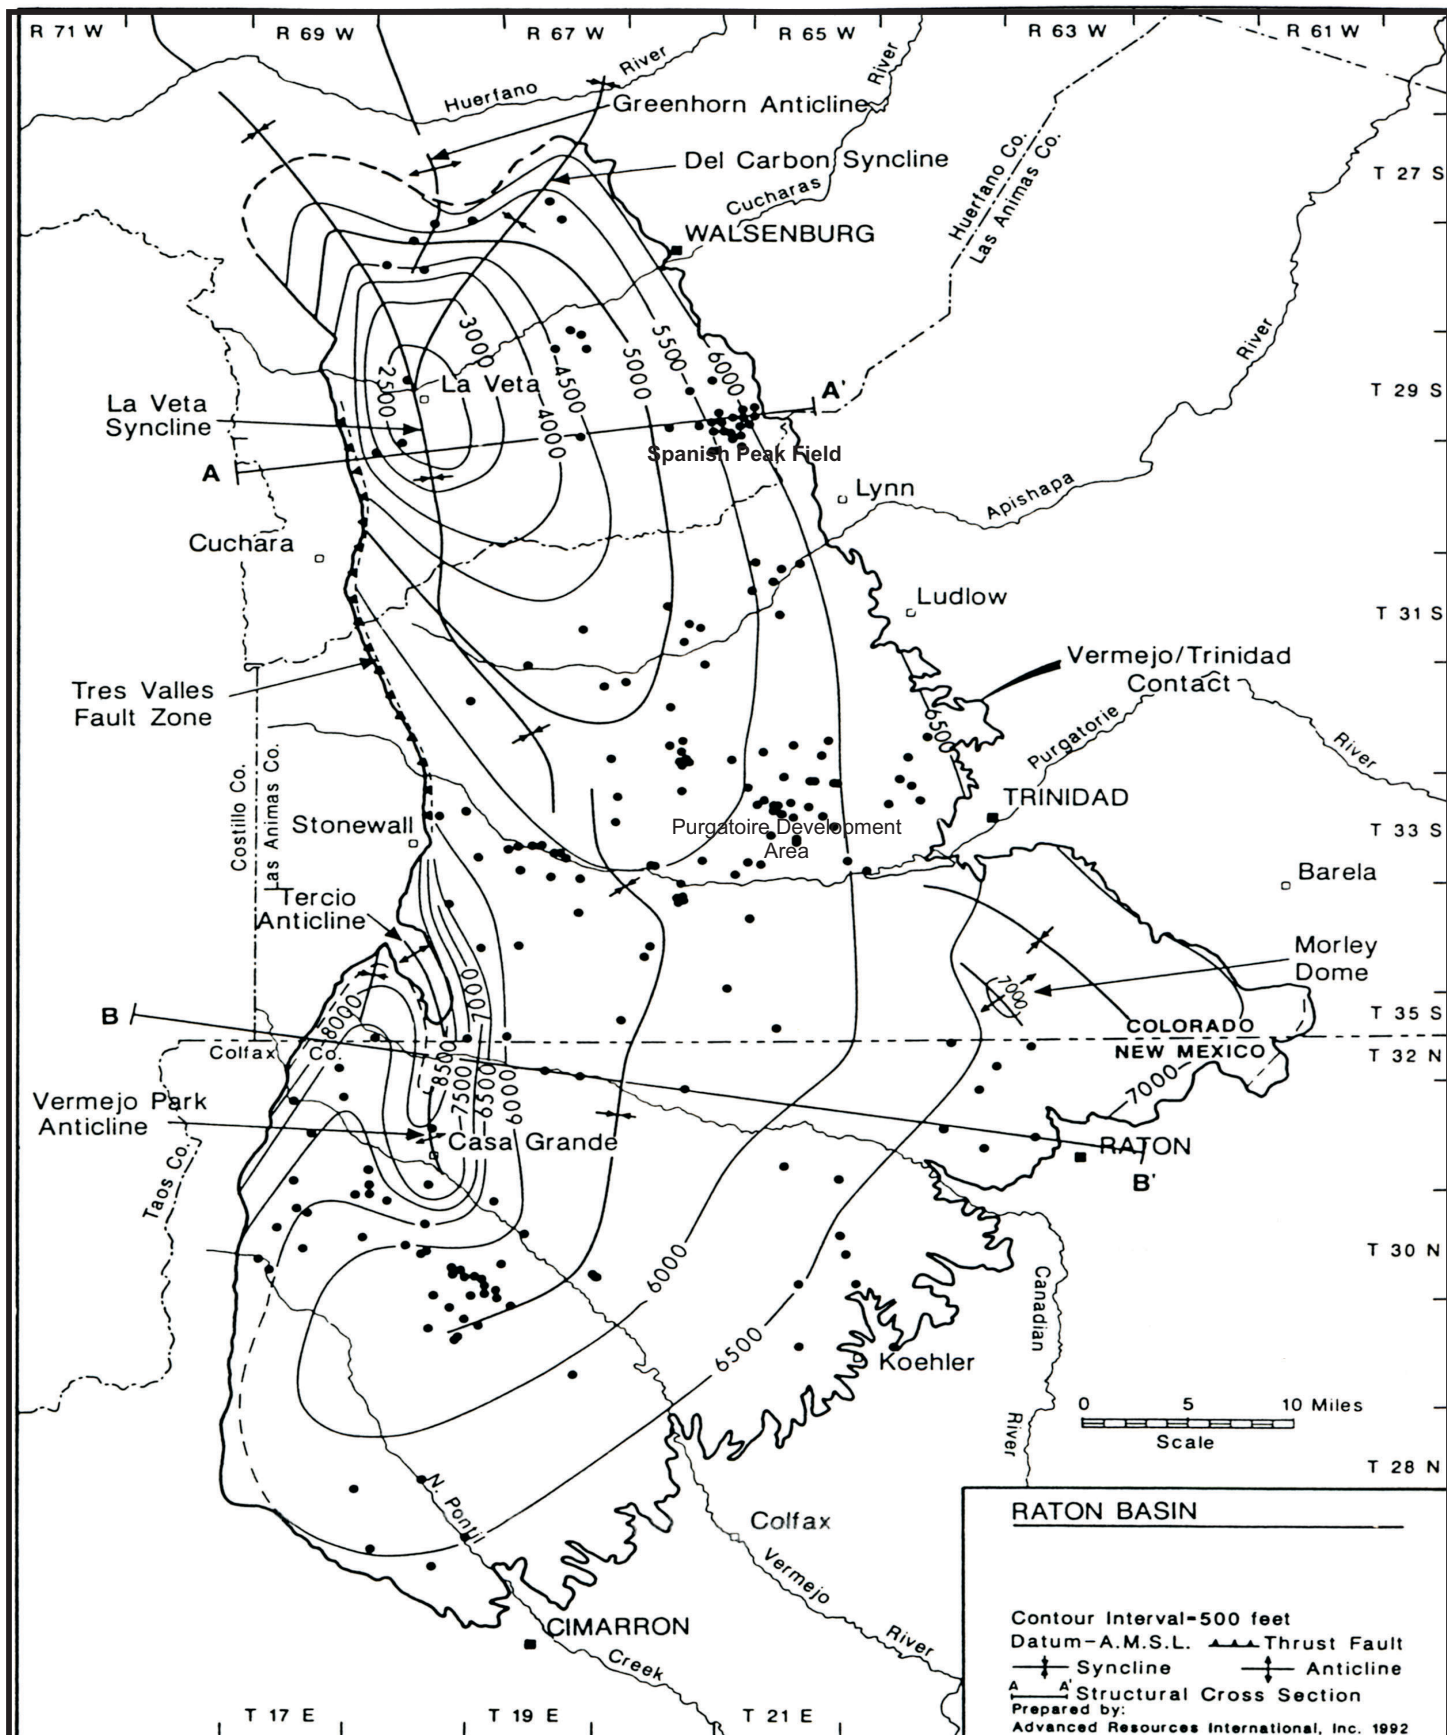 R 71 W
R 69 W
R 67 W
R 65 W
R 63 W
R 61 W
Huerfano
River
River
Greenhorn Anticline
Del Carbon Syncline
Cucharas
WALSENBURG
Huerfano Co.
Las Animas Co.
T 27 S
3000
4500
4000
5000
5500
6000
2500
La Veta
River
La Veta
Syncline
A
A'
T 29 S
Spanish Peak Field
Lynn
Apishapa
Cuchara
Ludlow
T 31 S
Vermejo/Trinidad
Contact
Tres Valles
Fault Zone
6500
Purgatorie
River
Costillo Co.
Las Animas Co.
Stonewall
TRINIDAD
Purgatoire Development
Area
T 33 S
Barela
Tercio
Anticline
Morley
Dome
7000
7000
8000
B
T 35 S
COLORADO
NEW MEXICO
Colfax Co.
T 32 N
8500
7500
6500
6000
7000
Vermejo Park
Anticline
Casa Grande
RATON
B'
Taos Co.
T 30 N
6000
6500
Canadian
River
Koehler
0 5 10 Miles
Scale
T 28 N
N. Ponil
Colfax
Vermejo
River
CIMARRON
Creek
RATON BASIN
Contour Interval=500 feet
Datum-A.M.S.L. Thrust Fault
Syncline Anticline
A A' Structural Cross Section
Prepared by:
Advanced Resources International, Inc. 1992
T 17 E
T 19 E
T 21 E